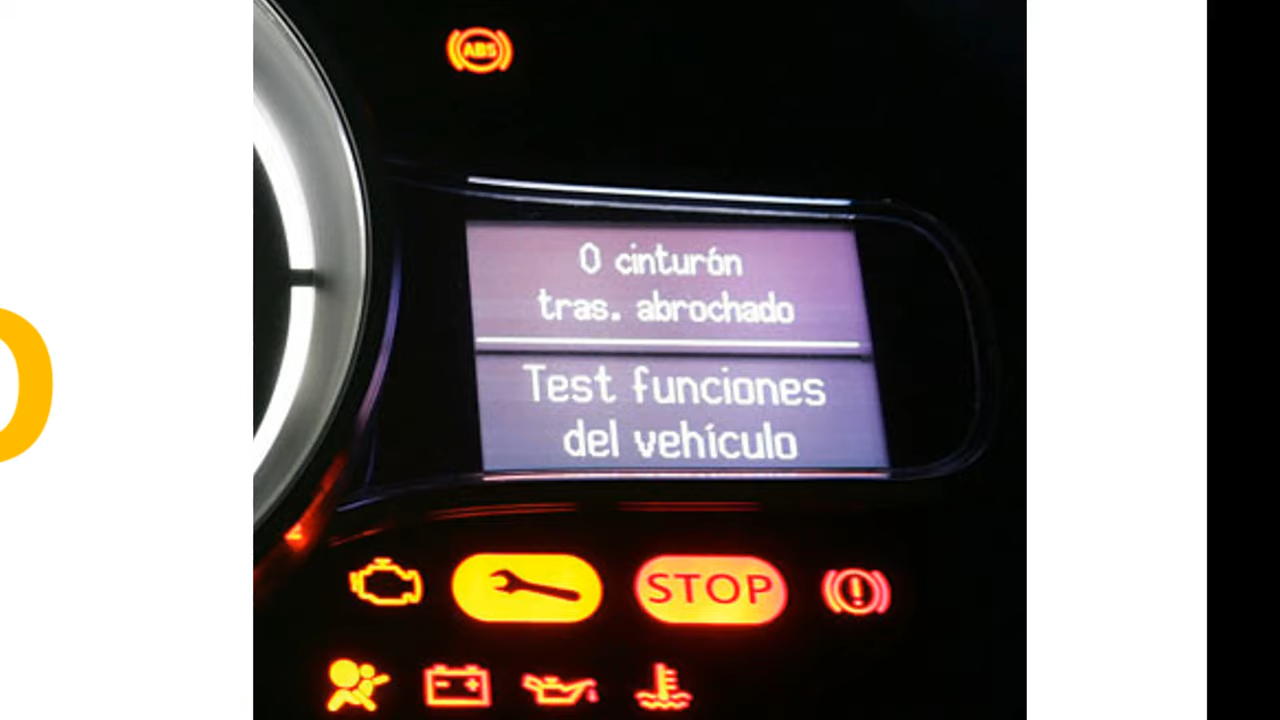 ABS
0 cinturón
tras. abrochado
Test funciones
del vehículo
STOP